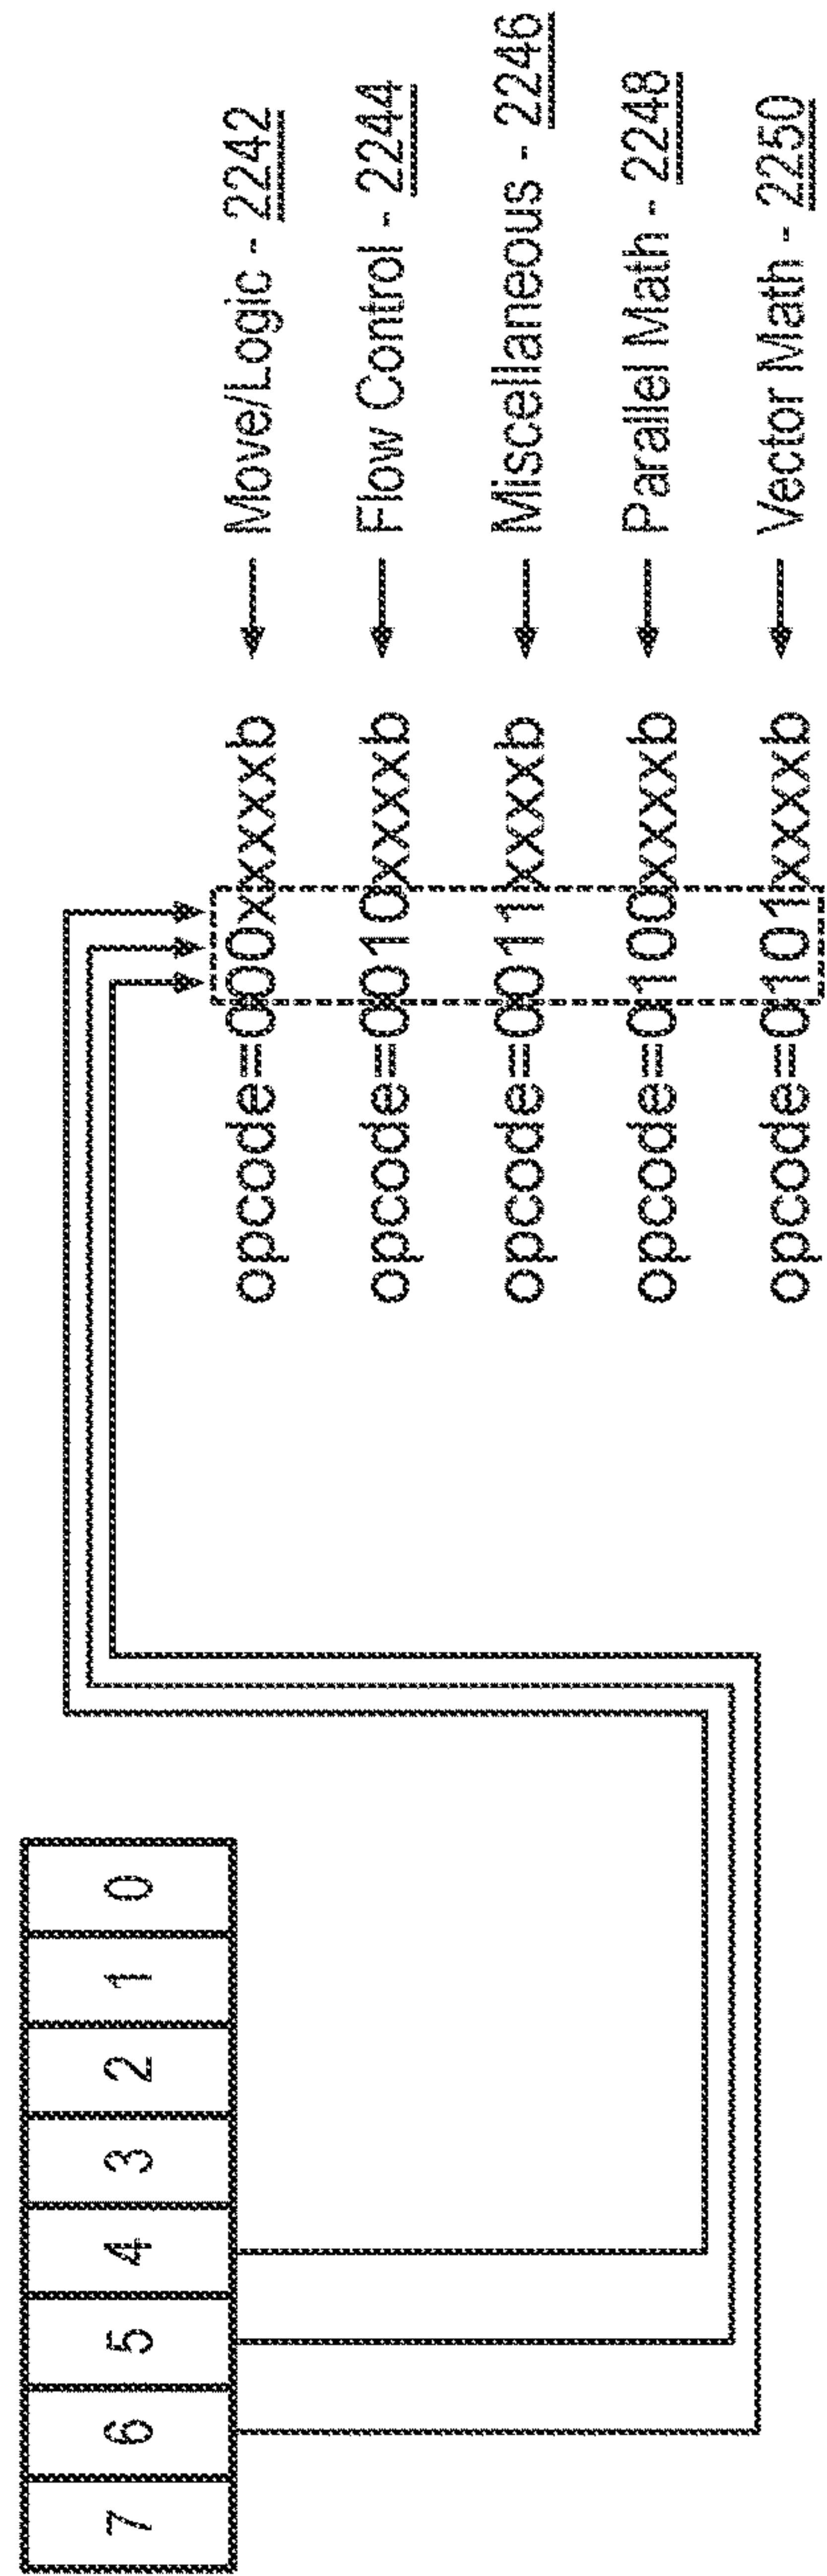 7 6 5 4 3 2 1 0
opcode=000xxxxxb ← Move/Logic - 2242
opcode=0010xxxxb ← Flow Control - 2244
opcode=0011xxxxb ← Miscellaneous - 2246
opcode=0100xxxxb ← Parallel Math - 2248
opcode=0101xxxxb ← Vector Math - 2250